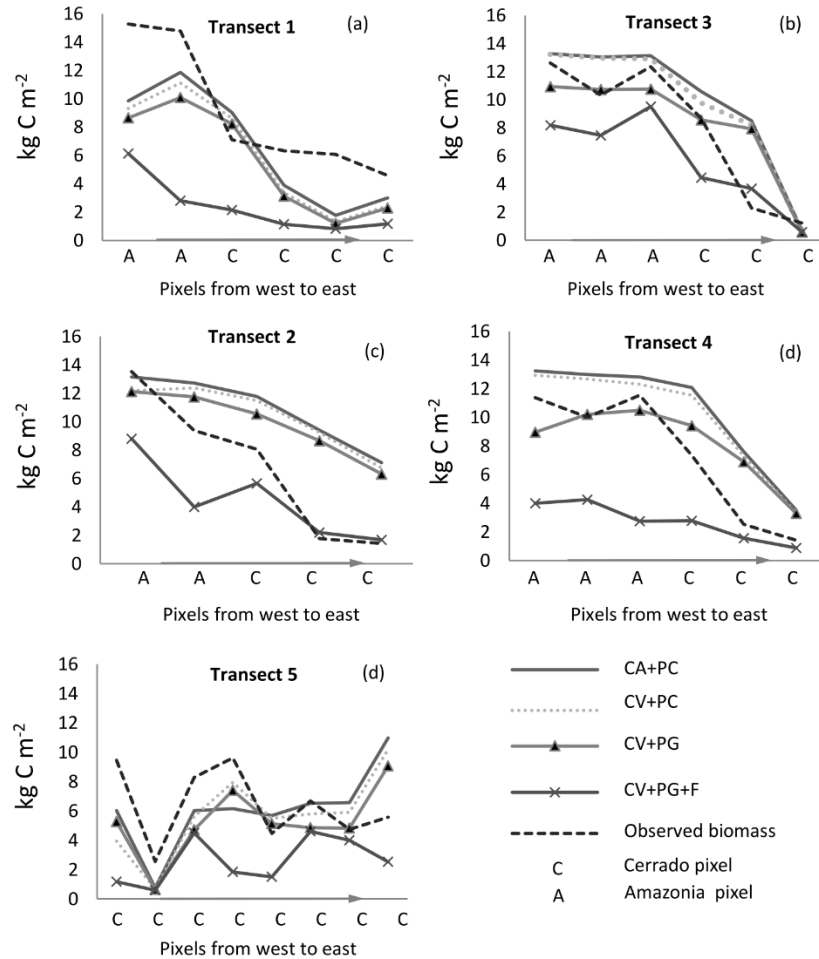 Transect 1
(a)
kg C m-2
16
14
12
10
8
6
4
2
0
A A C C C C
Pixels from west to east
Transect 3
(b)
kg C m-2
16
14
12
10
8
6
4
2
0
A A A C C C
Pixels from west to east
Transect 2
(c)
kg C m-2
16
14
12
10
8
6
4
2
0
A A C C C
Pixels from west to east
Transect 4
(d)
kg C m-2
16
14
12
10
8
6
4
2
0
A A A C C C
Pixels from west to east
Transect 5
(d)
kg C m-2
16
14
12
10
8
6
4
2
0
C C C C C C C C
Pixels from west to east
CA+PC
CV+PC
CV+PG
CV+PG+F
Observed biomass
C Cerrado pixel
A Amazonia pixel